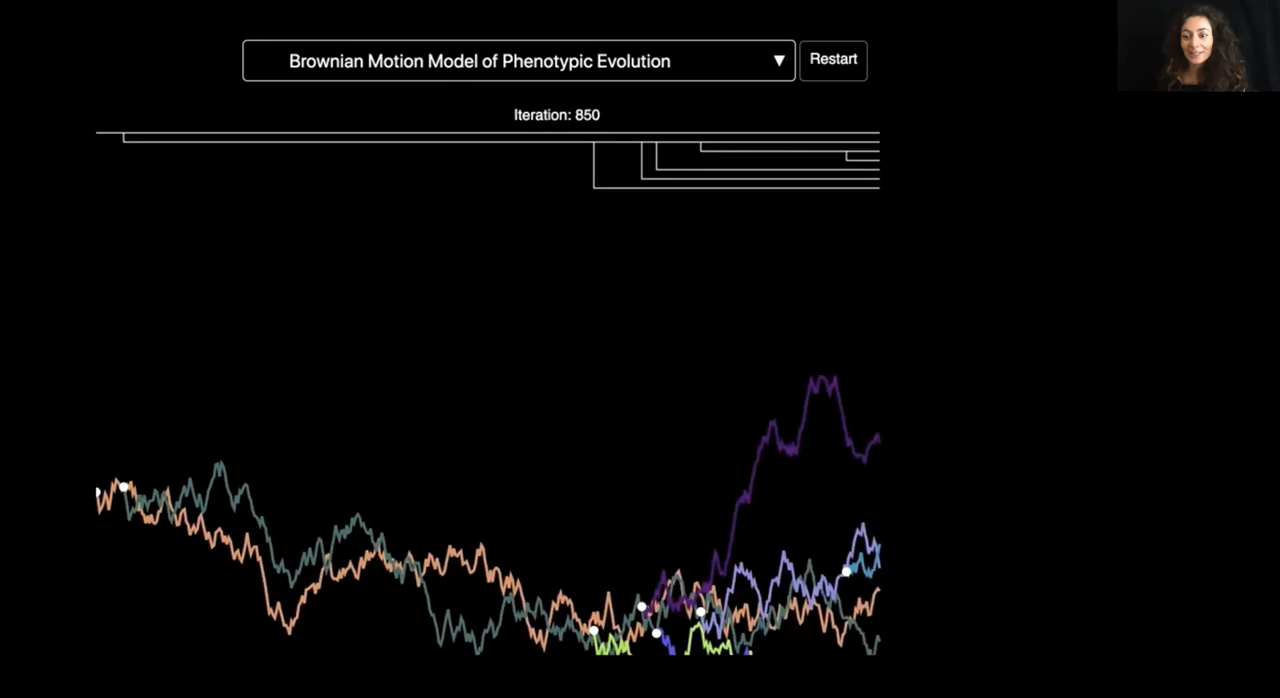 Brownian Motion Model of Phenotypic Evolution ▼
Restart
Iteration: 850